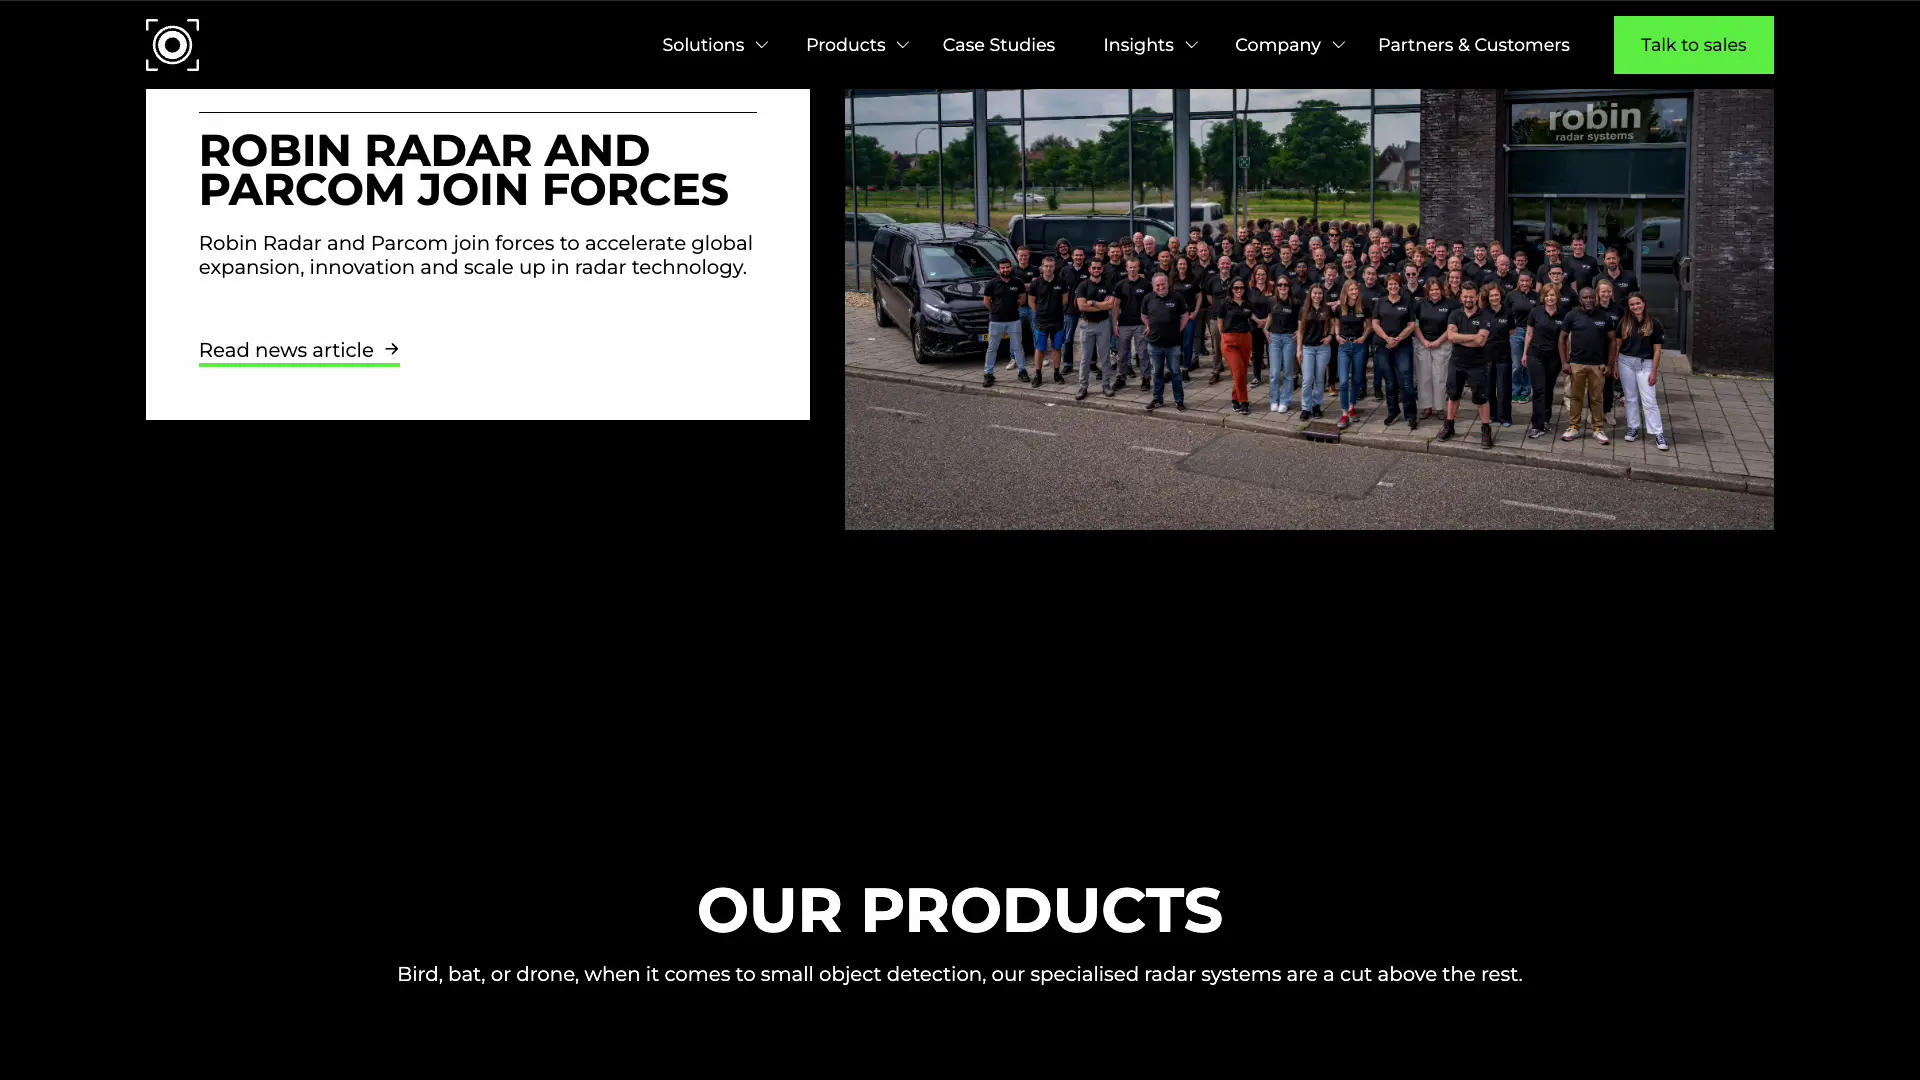 Solutions
Products
Case Studies
Insights
Company
Partners & Customers
Talk to sales
ROBIN RADAR AND
PARCOM JOIN FORCES
Robin Radar and Parcom join forces to accelerate global
expansion, innovation and scale up in radar technology.
Read news article
robin
radar systems
OUR PRODUCTS
Bird, bat, or drone, when it comes to small object detection, our specialised radar systems are a cut above the rest.